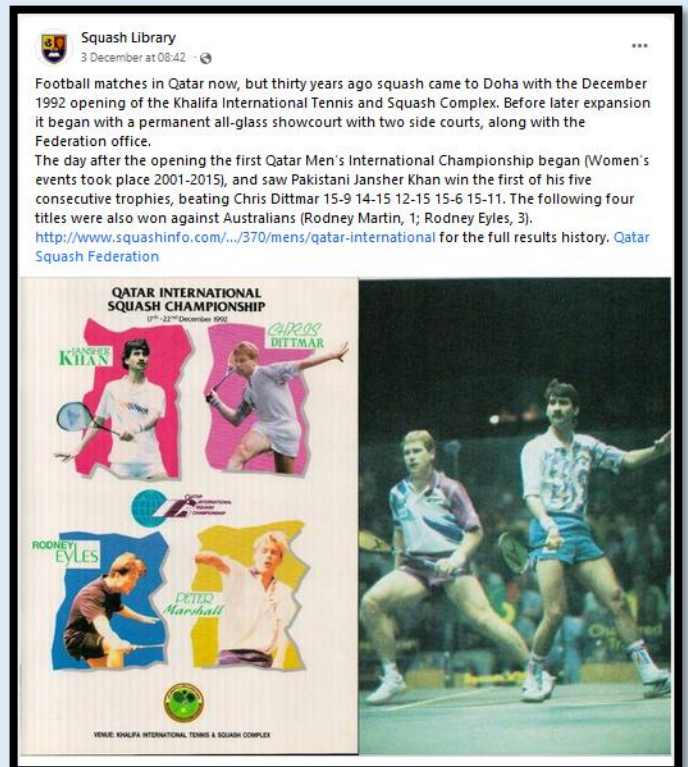 Squash Library
3 December at 08:42 ·
Football matches in Qatar now, but thirty years ago squash came to Doha with the December
1992 opening of the Khalifa International Tennis and Squash Complex. Before later expansion
it began with a permanent all-glass showcourt with two side courts, along with the
Federation office.
The day after the opening the first Qatar Men's International Championship began (Women's
events took place 2001-2015), and saw Pakistani Jansher Khan win the first of his five
consecutive trophies, beating Chris Dittmar 15-9 14-15 12-15 15-6 15-11. The following four
titles were also won against Australians (Rodney Martin, 1; Rodney Eyles, 3).
http://www.squashinfo.com/.../370/mens/qatar-international for the full results history. Qatar
Squash Federation
QATAR INTERNATIONAL
SQUASH CHAMPIONSHIP
17th -22nd December 1992
JANSHER
KHAN
CHRIS
DITTMAR
QATAR
INTERNATIONAL
SQUASH
CHAMPIONSHIP
RODNEY
EYLES
PETER
Marshall
VENUE: KHALIFA INTERNATIONAL TENNIS & SQUASH COMPLEX